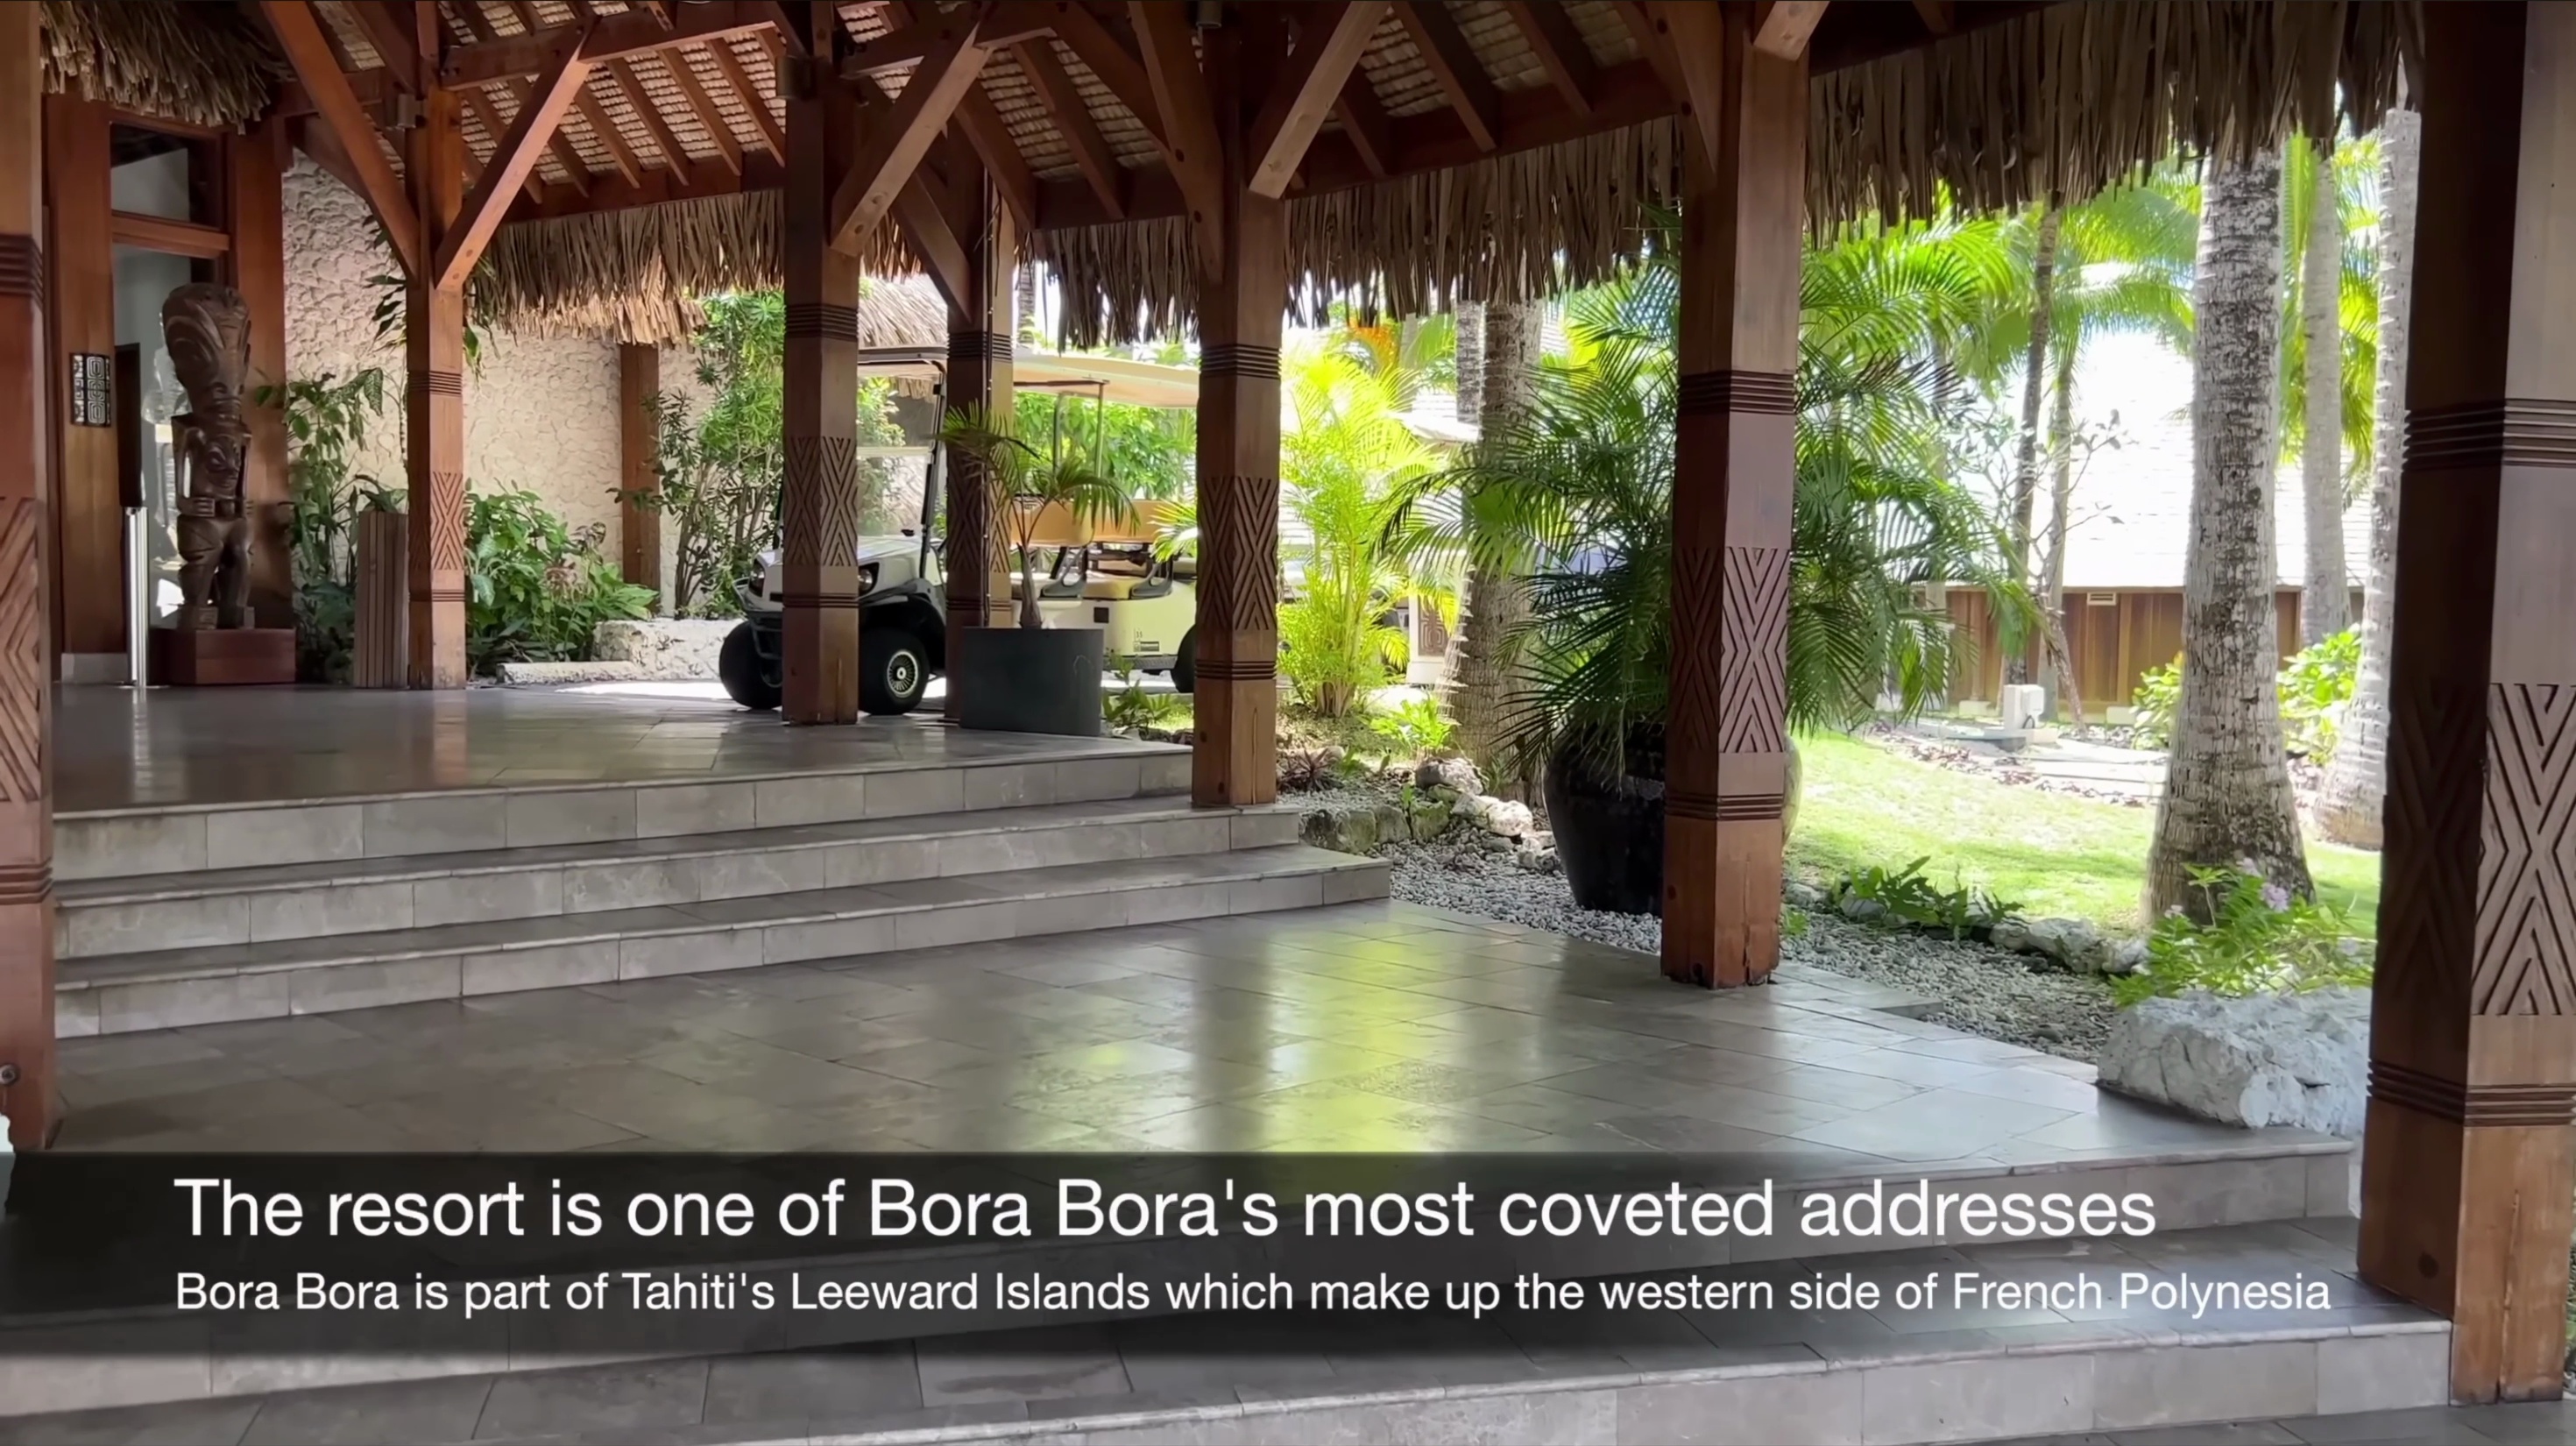 The resort is one of Bora Bora's most coveted addresses
Bora Bora is part of Tahiti's Leeward Islands which make up the western side of French Polynesia